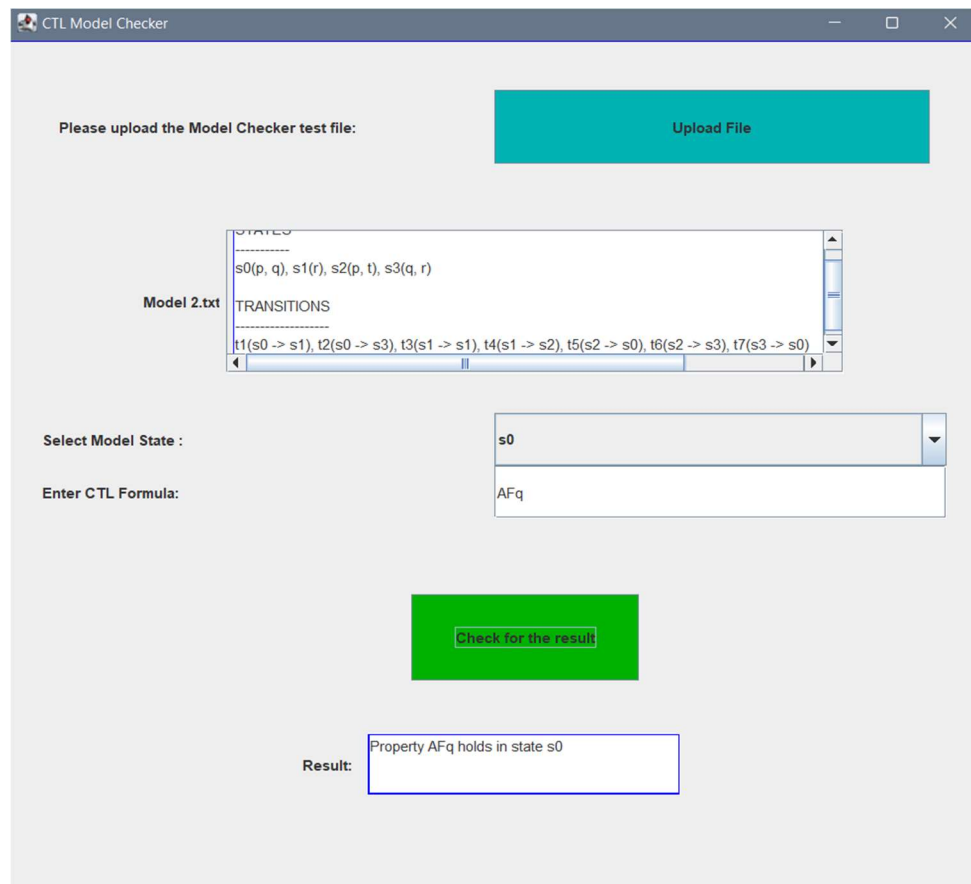 CTL Model Checker
Please upload the Model Checker test file:
Upload File
STATES
-----------
s0(p, q), s1(r), s2(p, t), s3(q, r)
Model 2.txt
TRANSITIONS
-------------------
t1(s0 -> s1), t2(s0 -> s3), t3(s1 -> s1), t4(s1 -> s2), t5(s2 -> s0), t6(s2 -> s3), t7(s3 -> s0)
Select Model State :
s0
Enter CTL Formula:
AFq
Check for the result
Property AFq holds in state s0
Result: